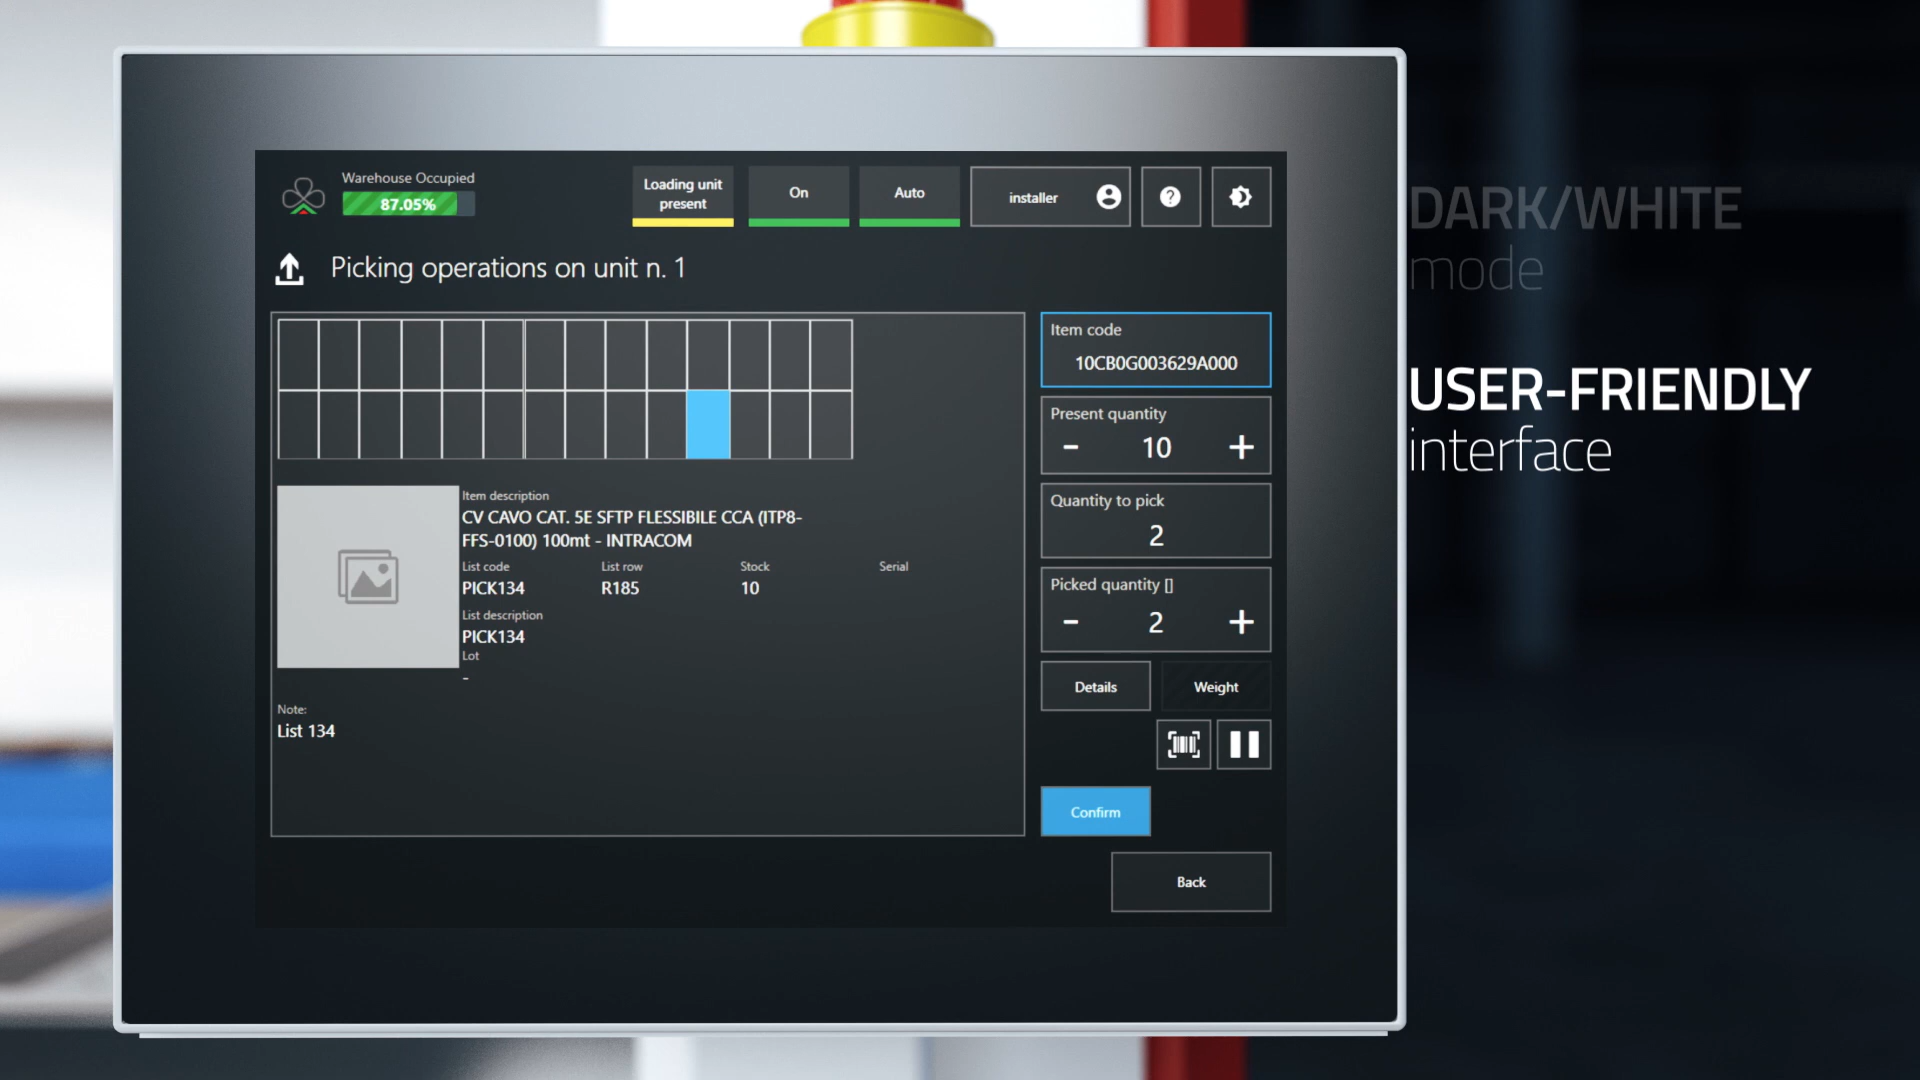 Warehouse Occupied
87.05%
Loading unit
present
On
Auto
installer
?
Picking operations on unit n. 1
Item code
10CB0G003629A000
Present quantity
- 10 +
Quantity to pick
2
Picked quantity []
- 2 +
Details
Weight
Confirm
Back
Item description
CV CAVO CAT. 5E SFTP FLESSIBILE CCA (ITP8-
FFS-0100) 100mt - INTRACOM
List code List row Stock Serial
PICK134 R185 10
List description
PICK134
Lot
-
Note:
List 134
DARK/WHITE
mode
USER-FRIENDLY
interface